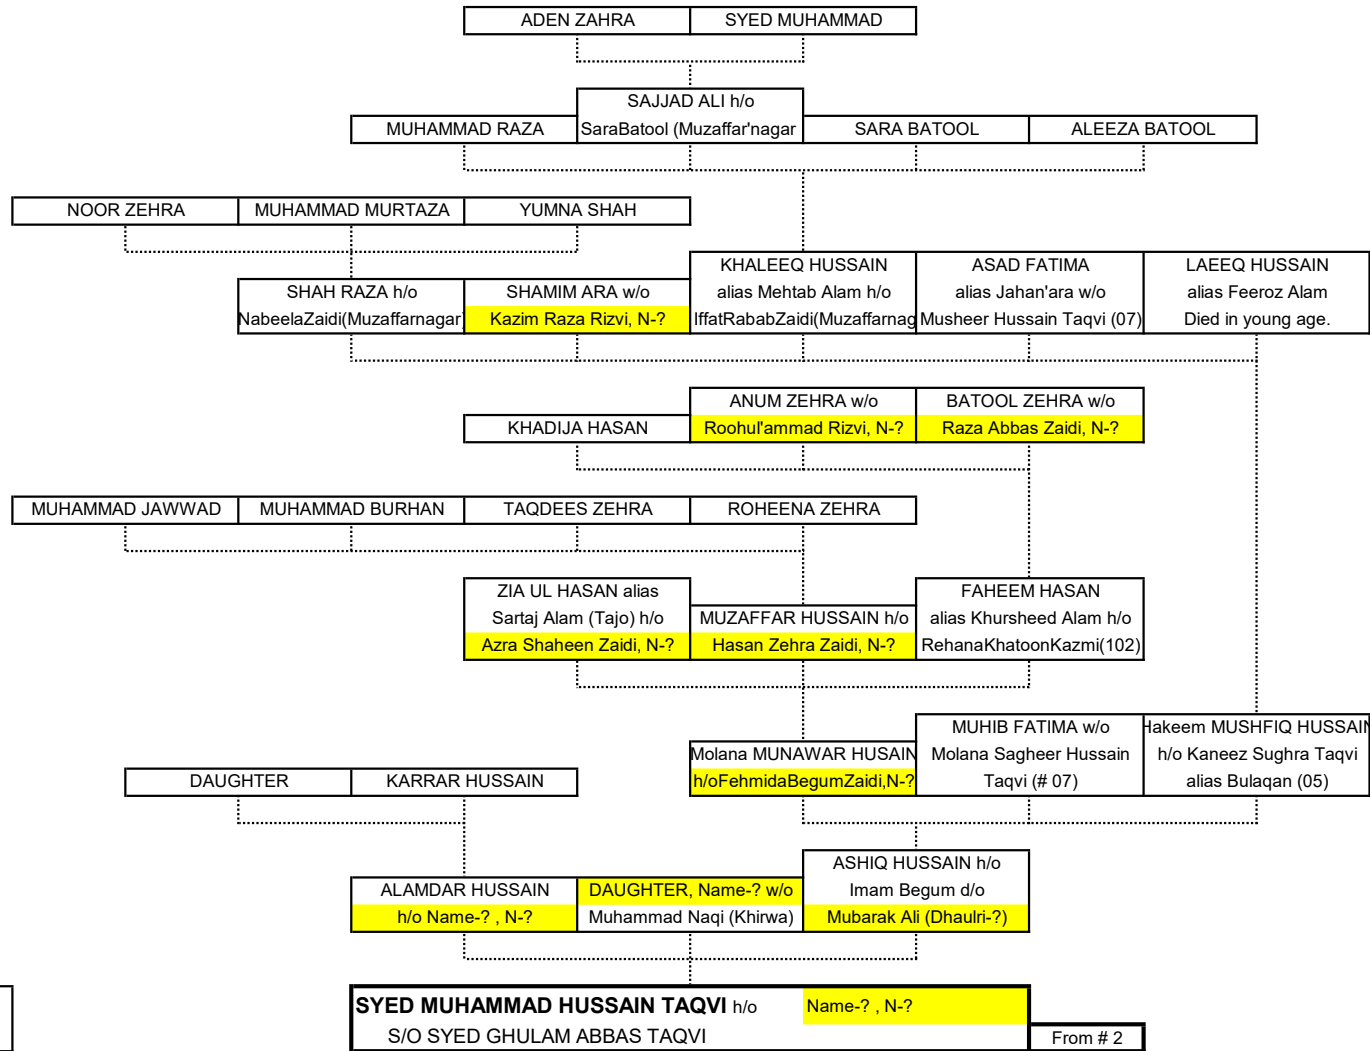 ADEN ZAHRA SYED MUHAMMAD
SAJJAD ALI h/o
MUHAMMAD RAZA SaraBatool (Muzaffar'nagar SARA BATOOL ALEEZA BATOOL
NOOR ZEHRA MUHAMMAD MURTAZA YUMNA SHAH
KHALEEQ HUSSAIN ASAD FATIMA LAEEQ HUSSAIN
SHAH RAZA h/o SHAMIM ARA w/o alias Mehtab Alam h/o alias Jahan'ara w/o alias Feeroz Alam
NabeelaZaidi(Muzaffarnagar) Kazim Raza Rizvi, N-? IffatRababZaidi(Muzaffarnag Musheer Hussain Taqvi (07) Died in young age.
ANUM ZEHRA w/o BATOOL ZEHRA w/o
KHADIJA HASAN Roohul'ammad Rizvi, N-? Raza Abbas Zaidi, N-?
MUHAMMAD JAWWAD MUHAMMAD BURHAN TAQDEES ZEHRA ROHEENA ZEHRA
ZIA UL HASAN alias FAHEEM HASAN
Sartaj Alam (Tajo) h/o MUZAFFAR HUSSAIN h/o alias Khursheed Alam h/o
Azra Shaheen Zaidi, N-? Hasan Zehra Zaidi, N-? RehanaKhatoonKazmi(102)
MUHIB FATIMA w/o Hakeem MUSHFIQ HUSSAIN
Molana MUNAWAR HUSAIN Molana Sagheer Hussain h/o Kaneez Sughra Taqvi
DAUGHTER KARRAR HUSSAIN h/oFehmidaBegumZaidi,N-? Taqvi (# 07) alias Bulaqan (05)
ASHIQ HUSSAIN h/o
ALAMDAR HUSSAIN DAUGHTER, Name-? w/o Imam Begum d/o
h/o Name-? , N-? Muhammad Naqi (Khirwa) Mubarak Ali (Dhaulri-?)
SYED MUHAMMAD HUSSAIN TAQVI h/o Name-? , N-?
S/O SYED GHULAM ABBAS TAQVI From # 2